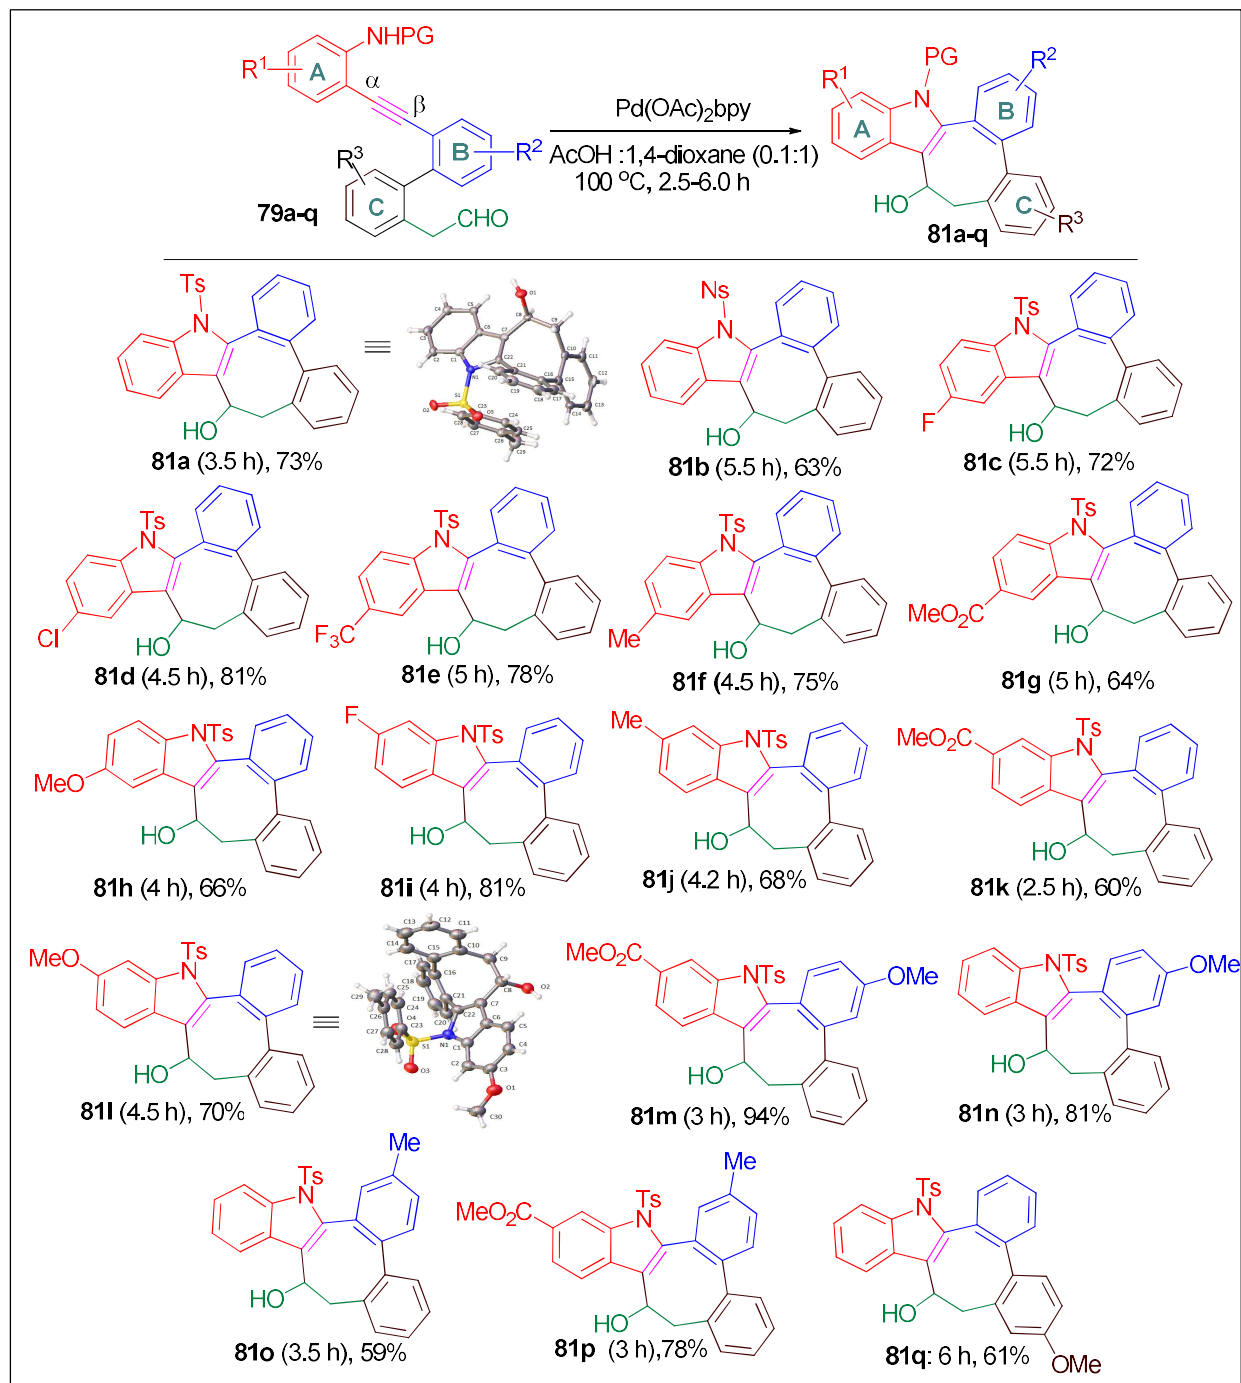 NHPG
R¹
A
α
β
B
R²
R³
C
CHO
79a-q
Pd(OAc)₂bpy
AcOH :1,4-dioxane (0.1:1)
100 °C, 2.5-6.0 h
R¹
PG
N
R²
A
B
HO
C
R³
81a-q
Ts
N
HO
81a (3.5 h), 73%
Ns
N
HO
81b (5.5 h), 63%
Ts
N
F
HO
81c (5.5 h), 72%
Ts
N
Cl
HO
81d (4.5 h), 81%
Ts
N
F₃C
HO
81e (5 h), 78%
Ts
N
Me
HO
81f (4.5 h), 75%
Ts
N
MeO₂C
HO
81g (5 h), 64%
NTs
OMe
HO
81h (4 h), 66%
F
NTs
HO
81i (4 h), 81%
Me
NTs
HO
81j (4.2 h), 68%
MeO₂C
Ts
N
HO
81k (2.5 h), 60%
MeO
Ts
N
HO
81l (4.5 h), 70%
MeO₂C
NTs
OMe
HO
81m (3 h), 94%
NTs
OMe
HO
81n (3 h), 81%
Me
Ts
N
HO
81o (3.5 h), 59%
Me
MeO₂C
Ts
N
HO
81p (3 h),78%
Ts
N
HO
OMe
81q: 6 h, 61%